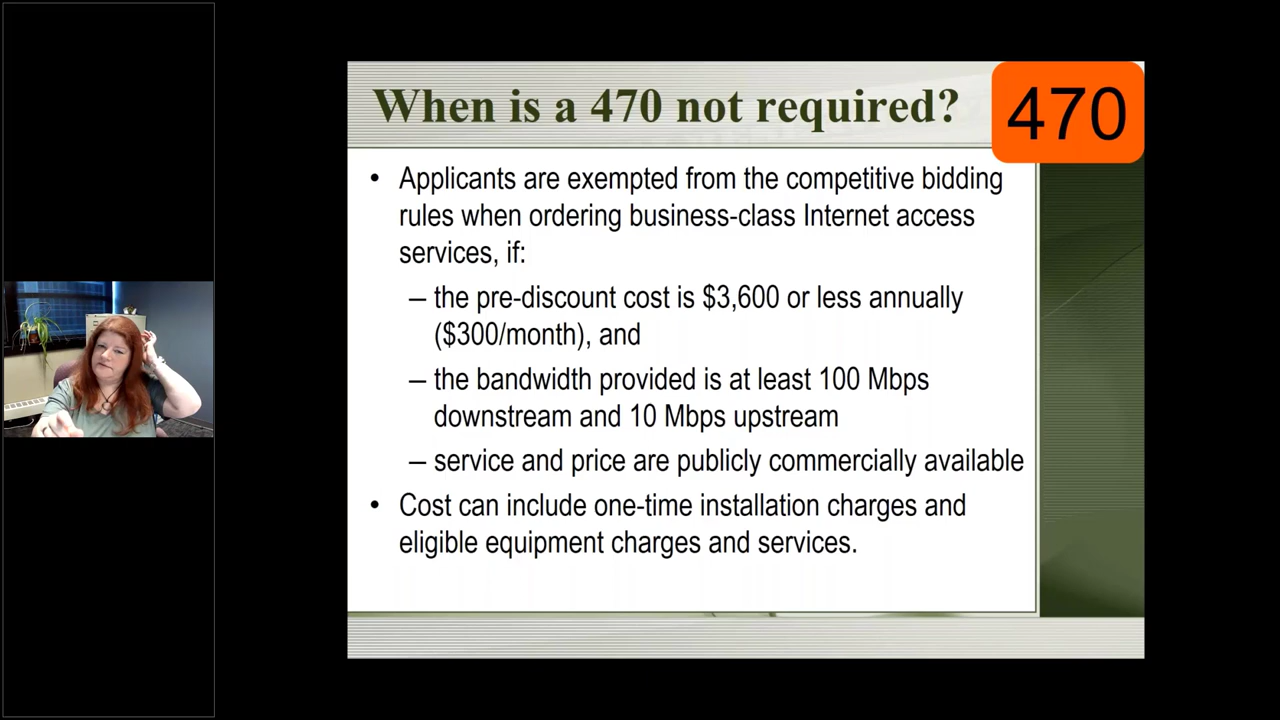 When is a 470 not required?
470
• Applicants are exempted from the competitive bidding
rules when ordering business-class Internet access
services, if:
– the pre-discount cost is $3,600 or less annually
($300/month), and
– the bandwidth provided is at least 100 Mbps
downstream and 10 Mbps upstream
– service and price are publicly commercially available
• Cost can include one-time installation charges and
eligible equipment charges and services.